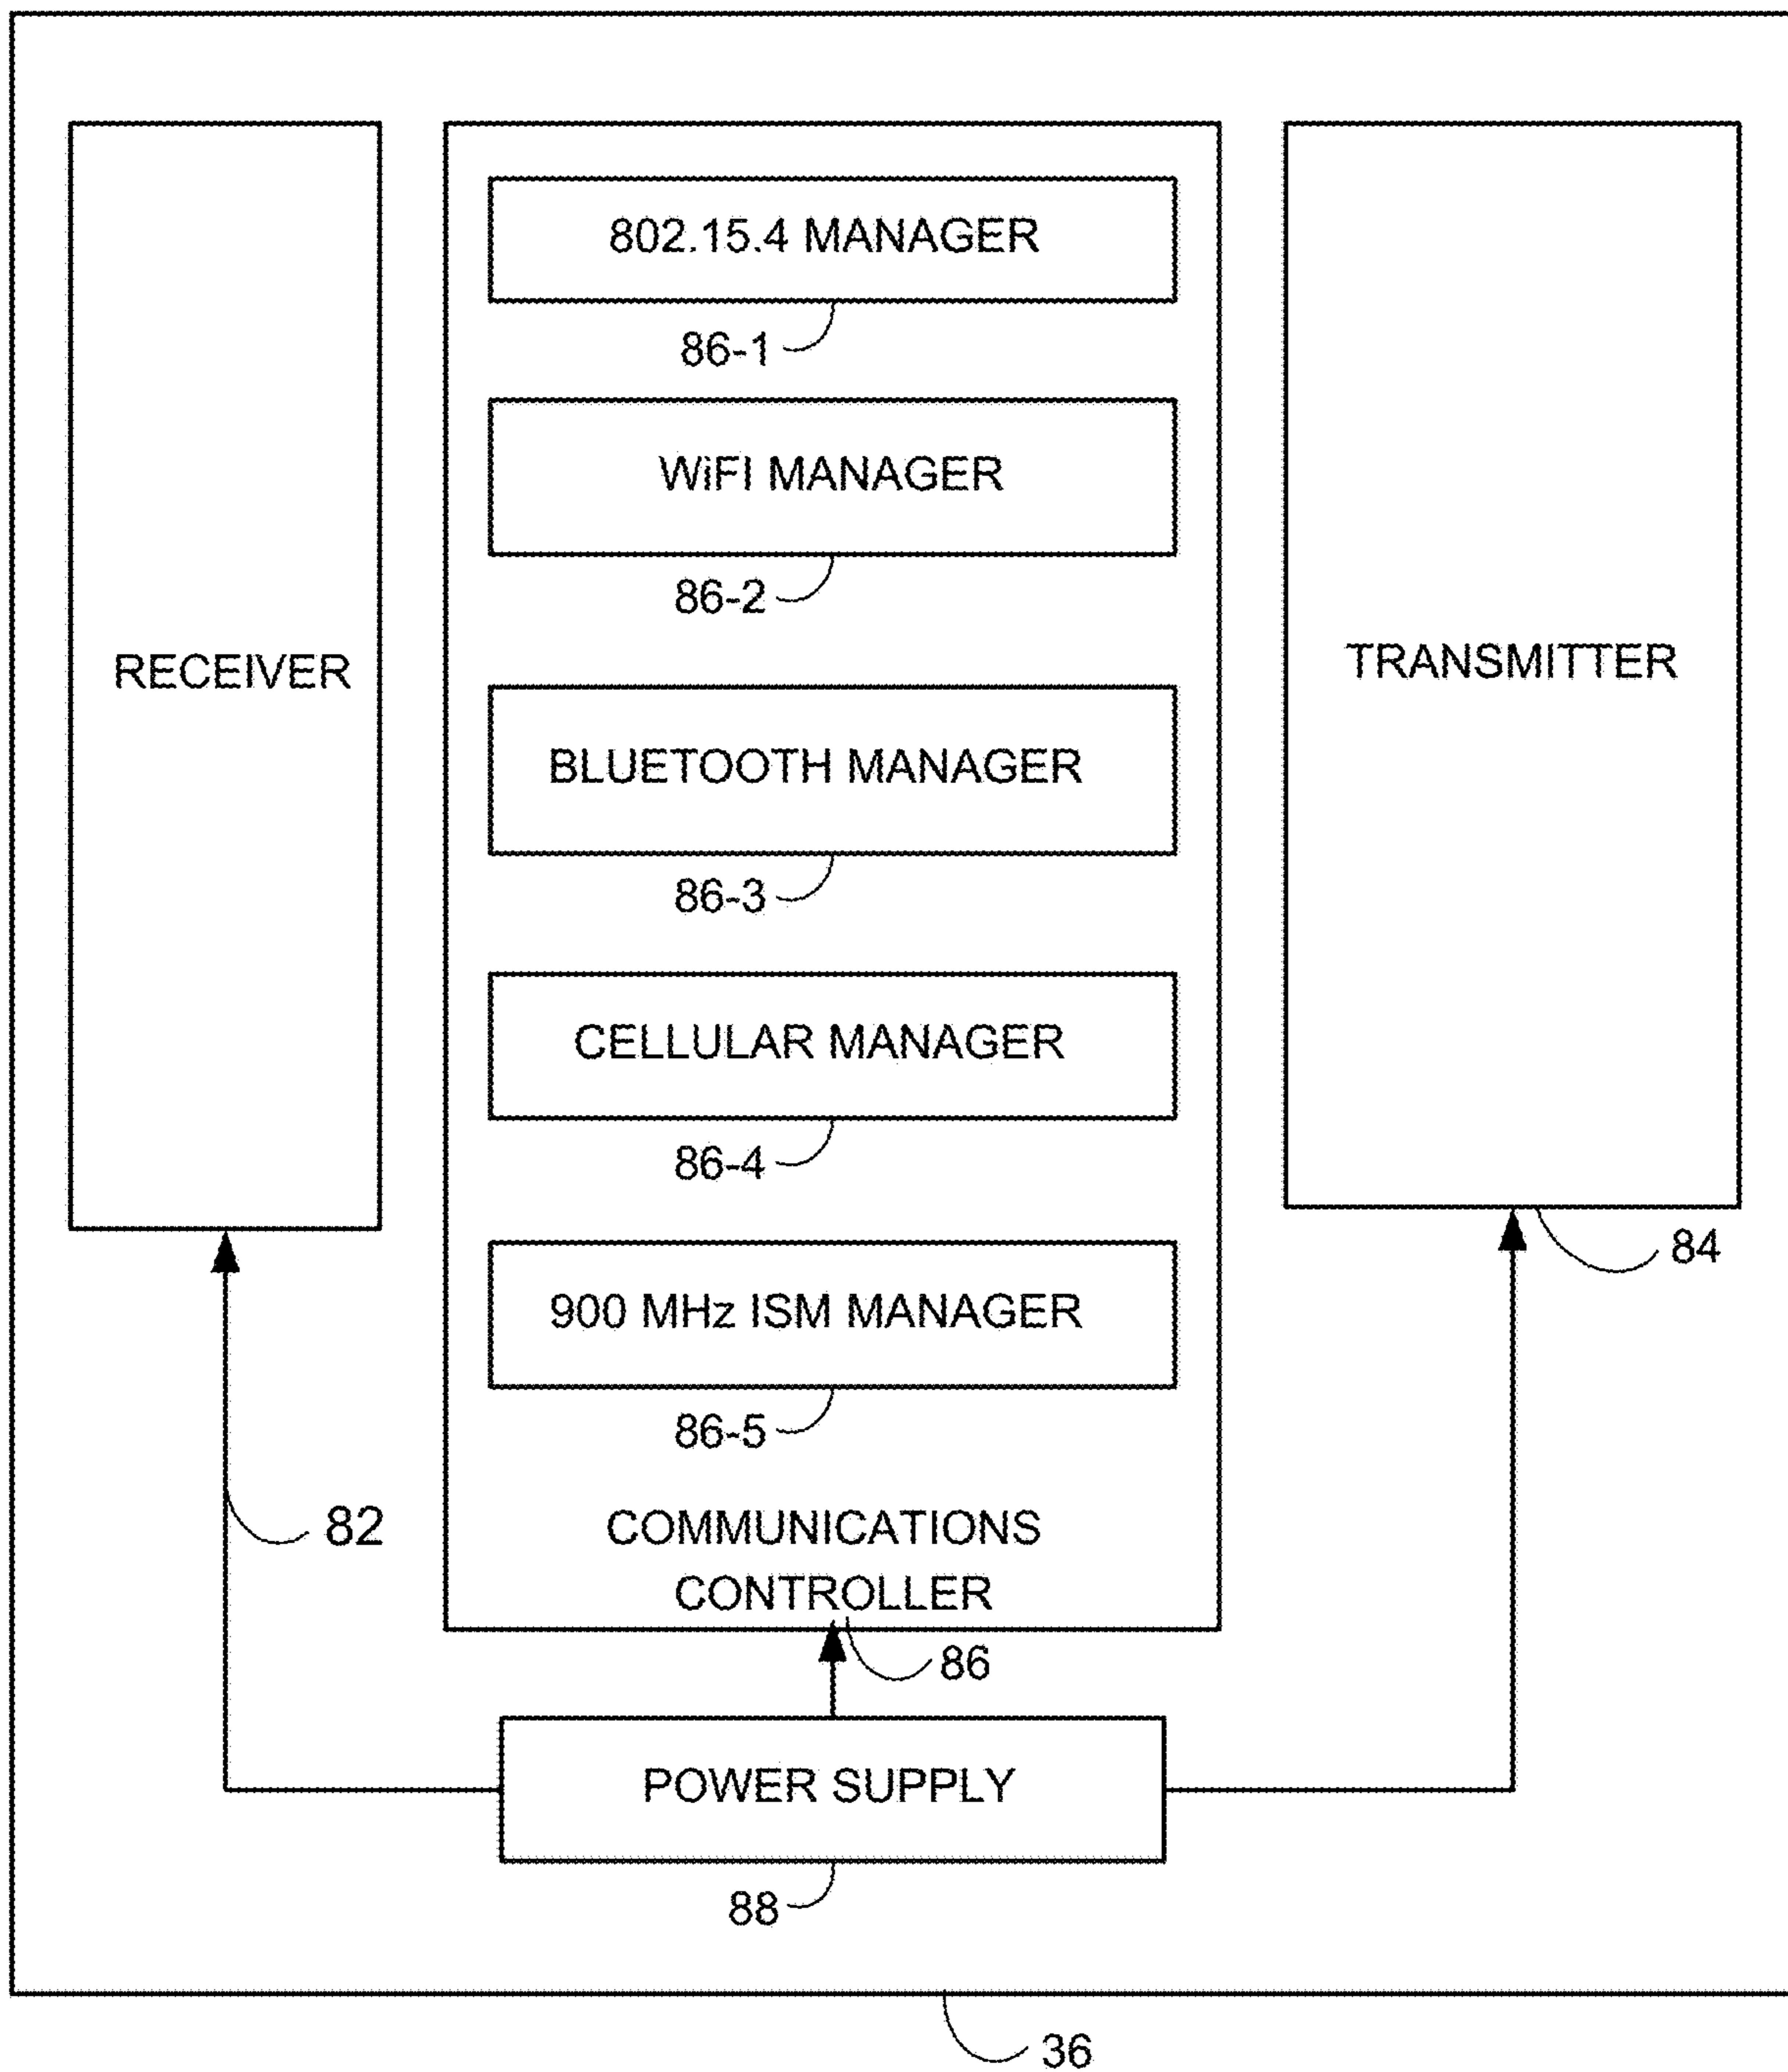 802.15.4 MANAGER
86-1
WiFI MANAGER
86-2
RECEIVER
TRANSMITTER
BLUETOOTH MANAGER
86-3
CELLULAR MANAGER
86-4
84
900 MHz ISM MANAGER
86-5
82
COMMUNICATIONS
CONTROLLER
86
POWER SUPPLY
88
36